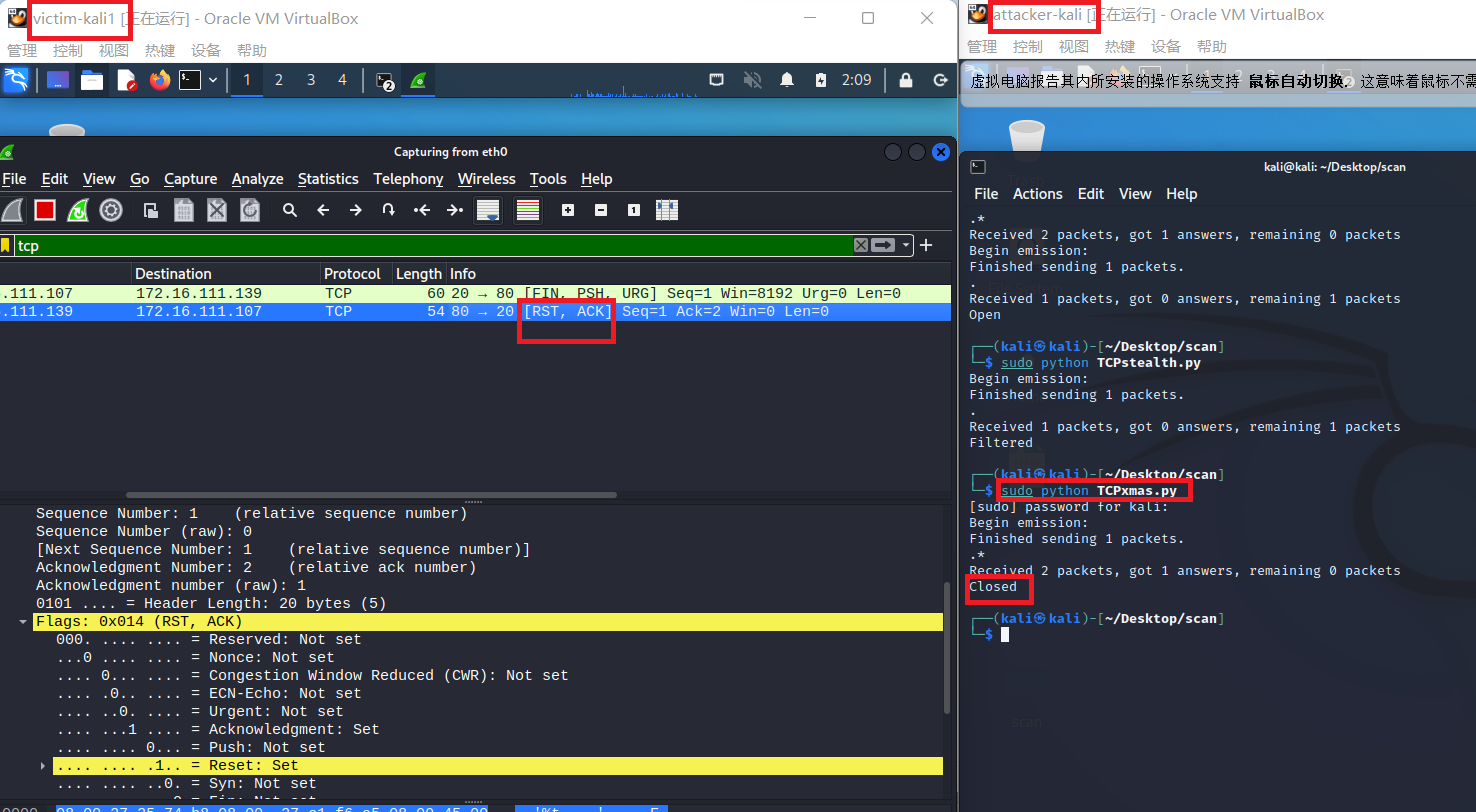 victim-kali1 [正在运行] - Oracle VM VirtualBox
管理 控制 视图 热键 设备 帮助
1 2 3 4 2 2:09
Capturing from eth0
File Edit View Go Capture Analyze Statistics Telephony Wireless Tools Help
tcp
Destination Protocol Length Info
.111.107 172.16.111.139 TCP 60 20 → 80 [FIN, PSH, URG] Seq=1 Win=8192 Urg=0 Len=0
.111.139 172.16.111.107 TCP 54 80 → 20 [RST, ACK] Seq=1 Ack=2 Win=0 Len=0
Sequence Number: 1 (relative sequence number)
Sequence Number (raw): 0
[Next Sequence Number: 1 (relative sequence number)]
Acknowledgment Number: 2 (relative ack number)
Acknowledgment number (raw): 1
0101 .... = Header Length: 20 bytes (5)
Flags: 0x014 (RST, ACK)
000. .... .... = Reserved: Not set
...0 .... .... = Nonce: Not set
.... 0... .... = Congestion Window Reduced (CWR): Not set
.... .0.. .... = ECN-Echo: Not set
.... ..0. .... = Urgent: Not set
.... ...1 .... = Acknowledgment: Set
.... .... 0... = Push: Not set
.... .... .1.. = Reset: Set
.... .... ..0. = Syn: Not set
attacker-kali [正在运行] - Oracle VM VirtualBox
管理 控制 视图 热键 设备 帮助
虚拟电脑报告其内所安装的操作系统支持 鼠标自动切换. 这意味着鼠标不需
kali@kali: ~/Desktop/scan
File Actions Edit View Help
.*
Received 2 packets, got 1 answers, remaining 0 packets
Begin emission:
Finished sending 1 packets.
.
Received 1 packets, got 0 answers, remaining 1 packets
Open
┌──(kali㉿kali)-[~/Desktop/scan]
└─$ sudo python TCPstealth.py
Begin emission:
Finished sending 1 packets.
.
Received 1 packets, got 0 answers, remaining 1 packets
Filtered
┌──(kali㉿kali)-[~/Desktop/scan]
└─$ sudo python TCPxmas.py
[sudo] password for kali:
Begin emission:
Finished sending 1 packets.
.*
Received 2 packets, got 1 answers, remaining 0 packets
Closed
┌──(kali㉿kali)-[~/Desktop/scan]
└─$
scan